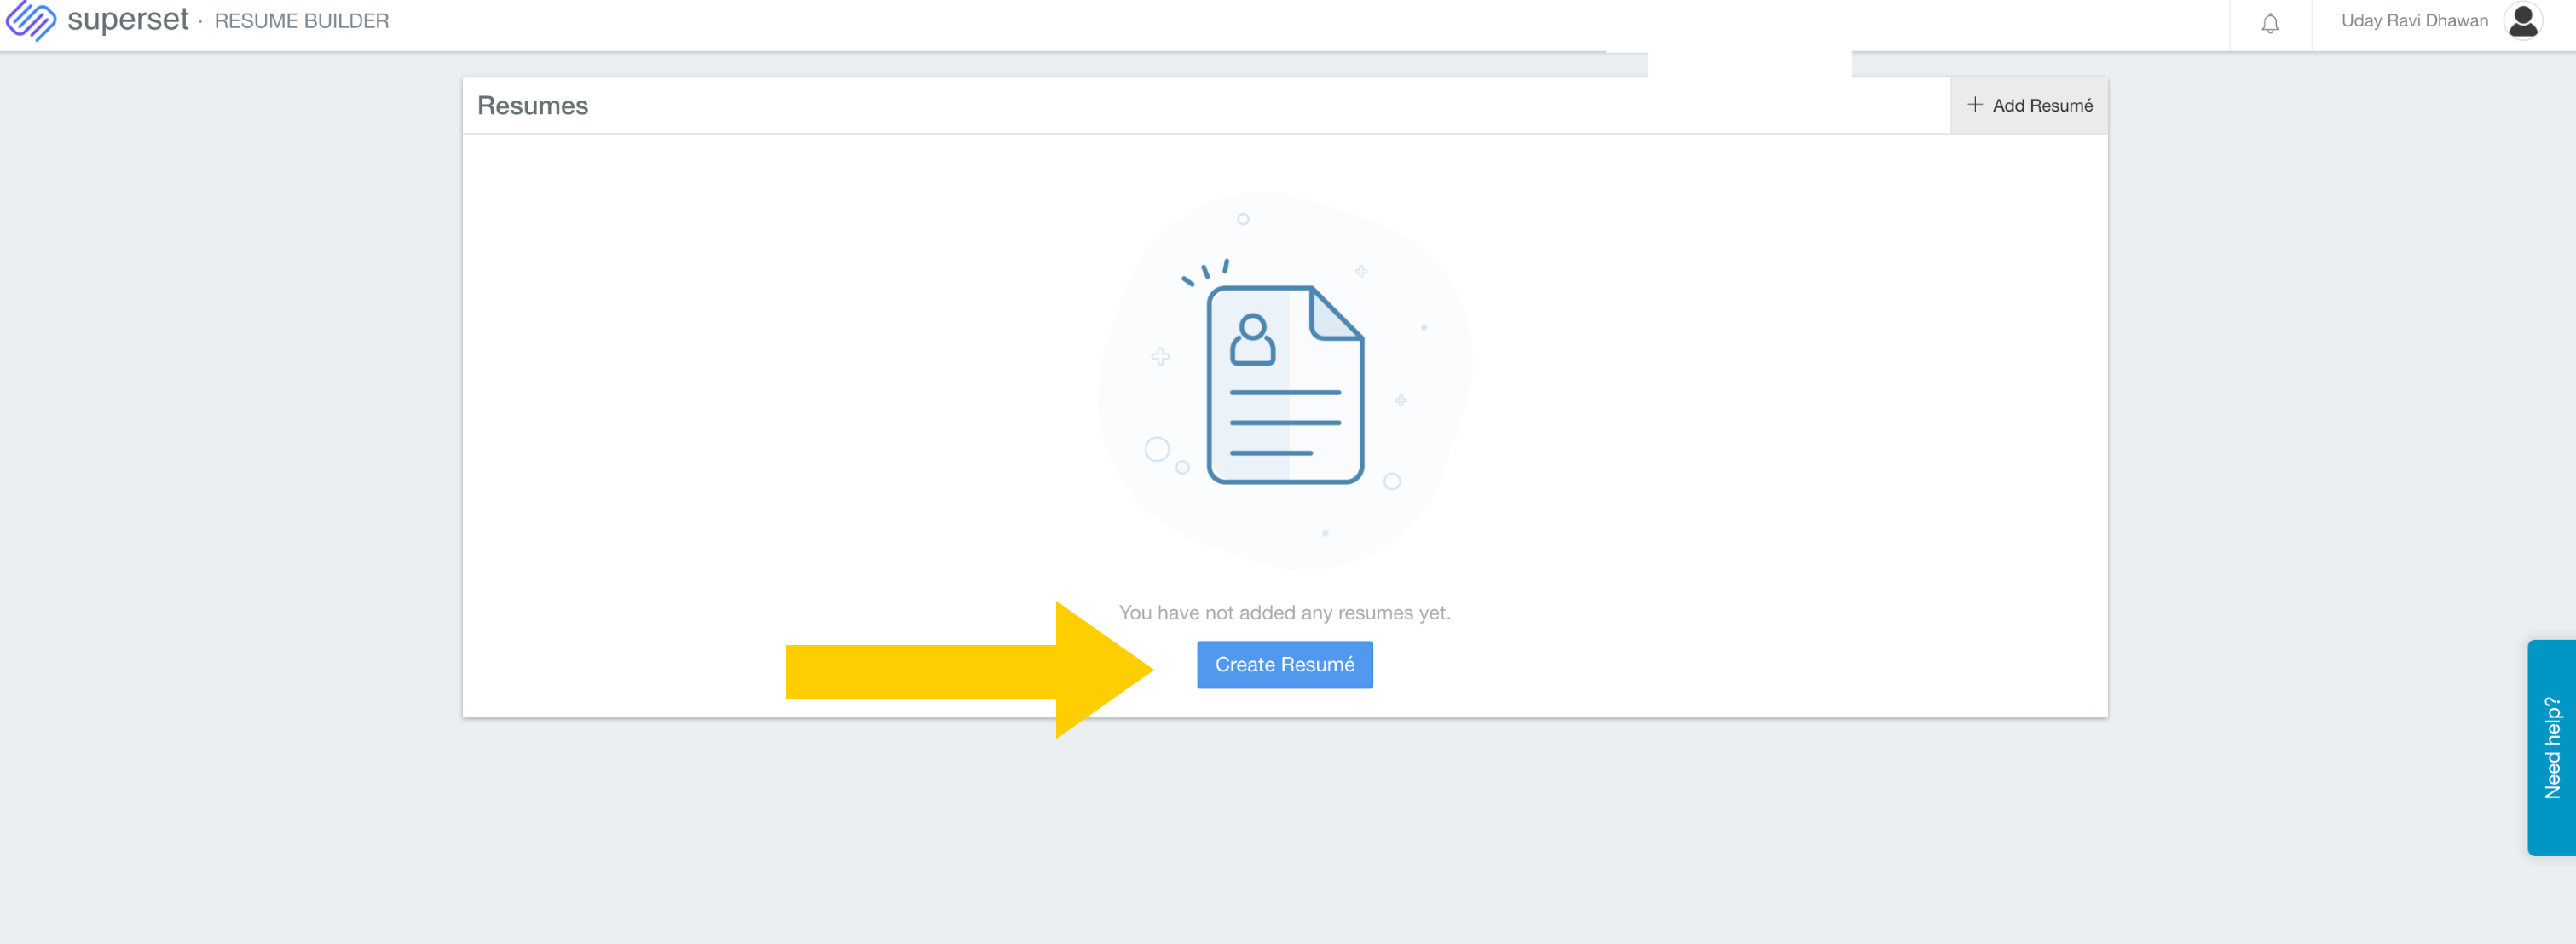 superset · RESUME BUILDER
Uday Ravi Dhawan
Resumes
+ Add Resumé
You have not added any resumes yet.
Create Resumé
Need help?